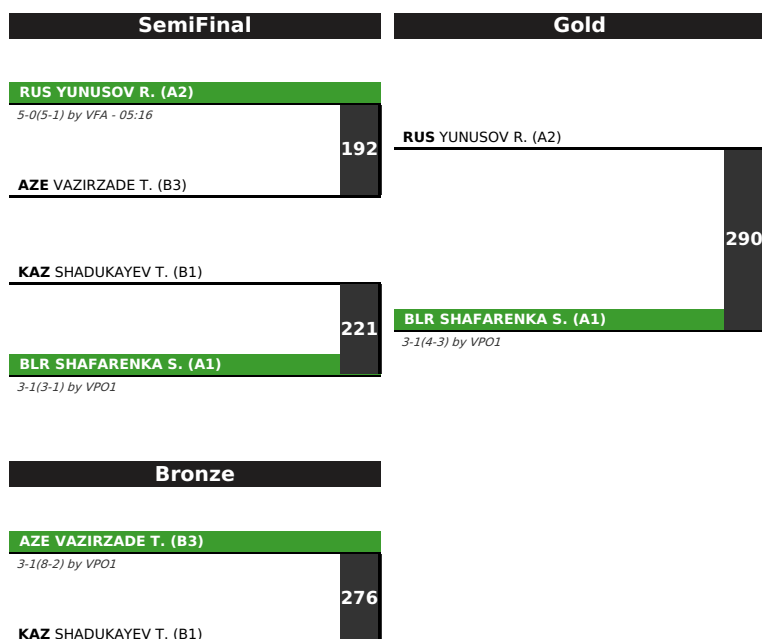 SemiFinal
RUS YUNUSOV R. (A2)
5-0(5-1) by VFA - 05:16
192
AZE VAZIRZADE T. (B3)
KAZ SHADUKAYEV T. (B1)
221
BLR SHAFARENKA S. (A1)
3-1(3-1) by VPO1
Gold
RUS YUNUSOV R. (A2)
290
BLR SHAFARENKA S. (A1)
3-1(4-3) by VPO1
Bronze
AZE VAZIRZADE T. (B3)
3-1(8-2) by VPO1
276
KAZ SHADUKAYEV T. (B1)